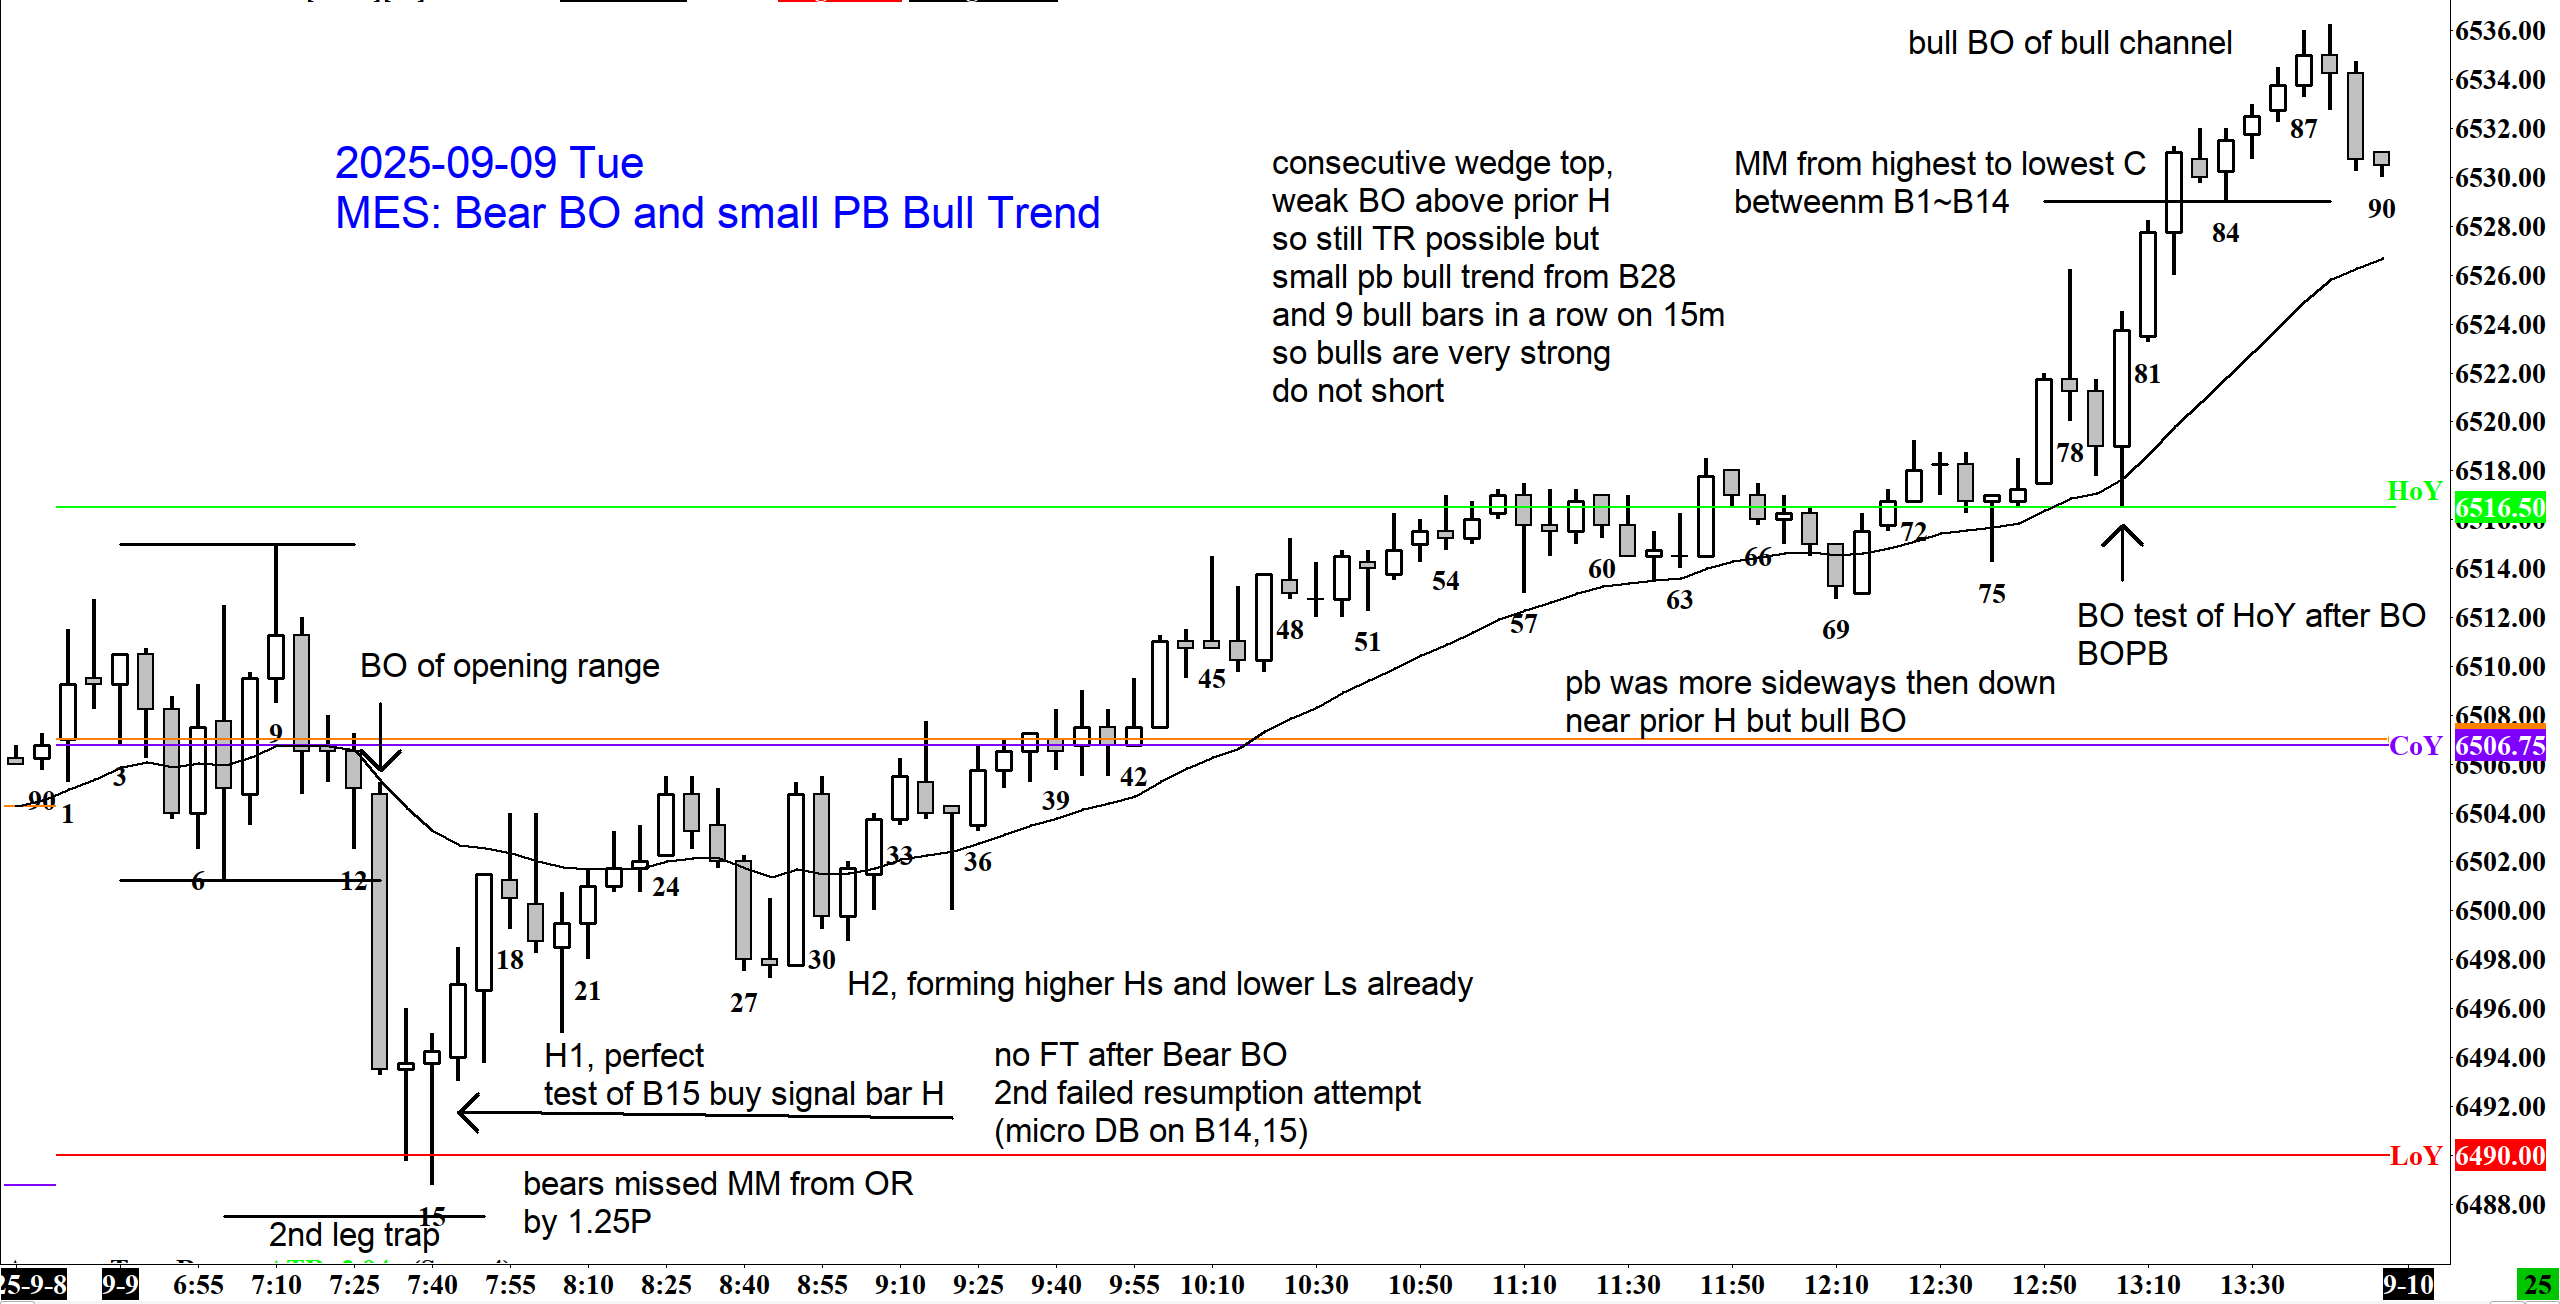 bull BO of bull channel
2025-09-09 Tue
MES: Bear BO and small PB Bull Trend
consecutive wedge top,
weak BO above prior H
so still TR possible but
small pb bull trend from B28
and 9 bull bars in a row on 15m
so bulls are very strong
do not short
MM from highest to lowest C
betweenm B1~B14
BO of opening range
BO test of HoY after BO
BOPB
pb was more sideways then down
near prior H but bull BO
H2, forming higher Hs and lower Ls already
H1, perfect
test of B15 buy signal bar H
no FT after Bear BO
2nd failed resumption attempt
(micro DB on B14,15)
bears missed MM from OR
by 1.25P
2nd leg trap
90
1
3
6
9
12
15
18
21
24
27
30
33
36
39
42
45
48
51
54
57
60
63
66
69
72
75
78
81
84
87
90
HoY
CoY
LoY
6536.00
6534.00
6532.00
6530.00
6528.00
6526.00
6524.00
6522.00
6520.00
6518.00
6516.50
6514.00
6512.00
6510.00
6508.00
6506.75
6506.00
6504.00
6502.00
6500.00
6498.00
6496.00
6494.00
6492.00
6490.00
6488.00
25-9-8 9-9 6:55 7:10 7:25 7:40 7:55 8:10 8:25 8:40 8:55 9:10 9:25 9:40 9:55 10:10 10:30 10:50 11:10 11:30 11:50 12:10 12:30 12:50 13:10 13:30 9-10 25